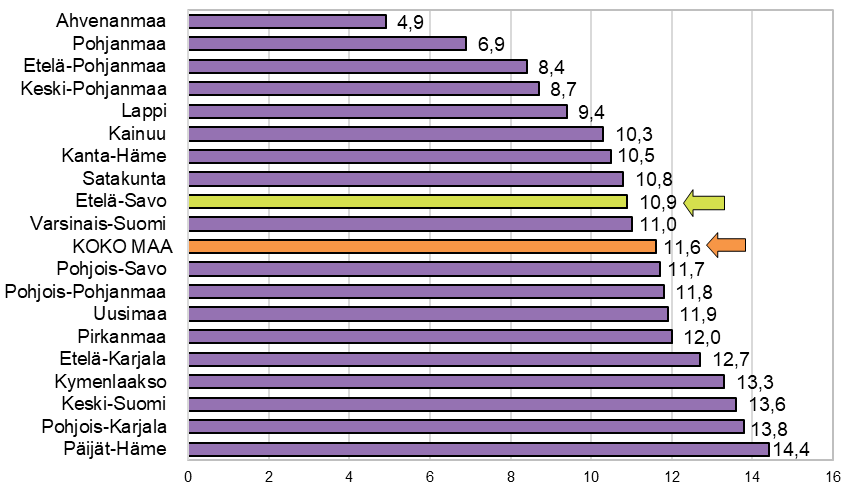 Ahvenanmaa 4,9
Pohjanmaa 6,9
Etelä-Pohjanmaa 8,4
Keski-Pohjanmaa 8,7
Lappi 9,4
Kainuu 10,3
Kanta-Häme 10,5
Satakunta 10,8
Etelä-Savo 10,9
Varsinais-Suomi 11,0
KOKO MAA 11,6
Pohjois-Savo 11,7
Pohjois-Pohjanmaa 11,8
Uusimaa 11,9
Pirkanmaa 12,0
Etelä-Karjala 12,7
Kymenlaakso 13,3
Keski-Suomi 13,6
Pohjois-Karjala 13,8
Päijät-Häme 14,4
0 2 4 6 8 10 12 14 16